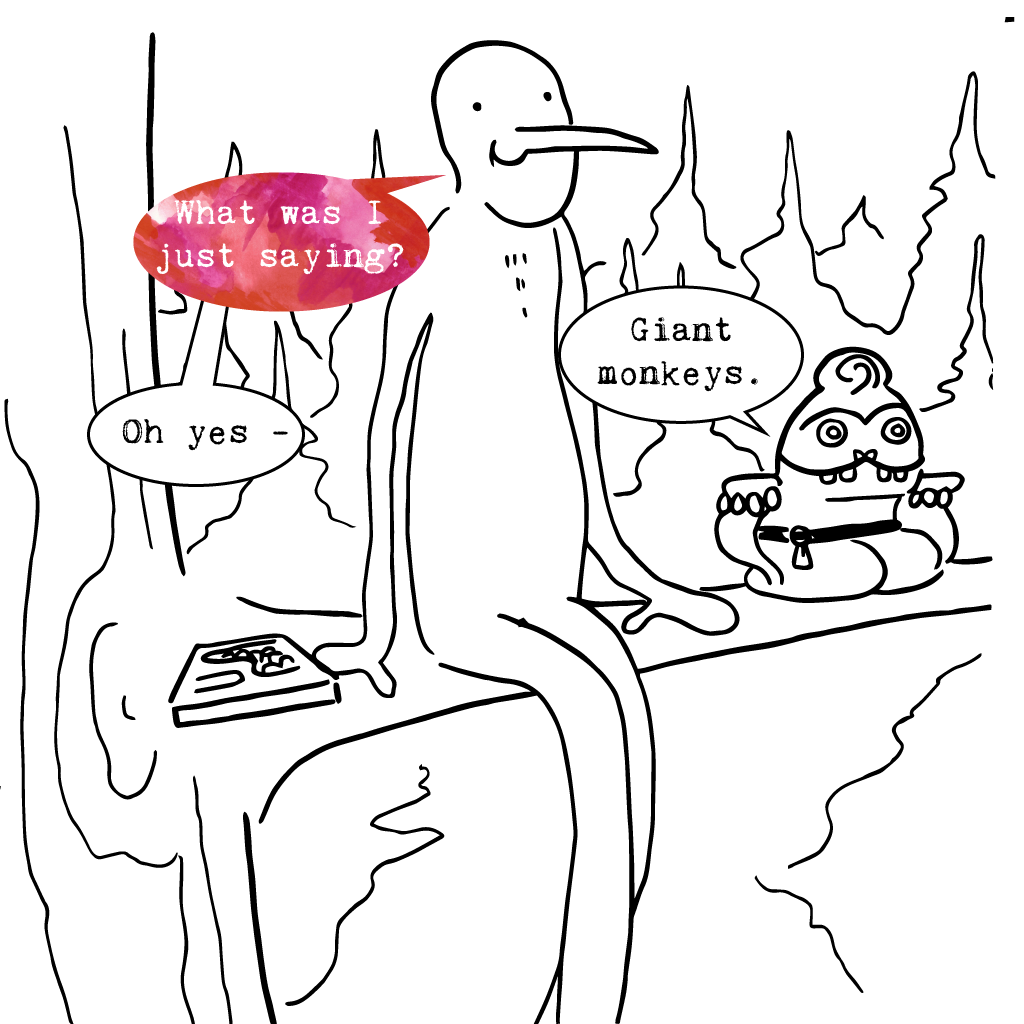 What was I
just saying?
Oh yes -
Giant
monkeys.